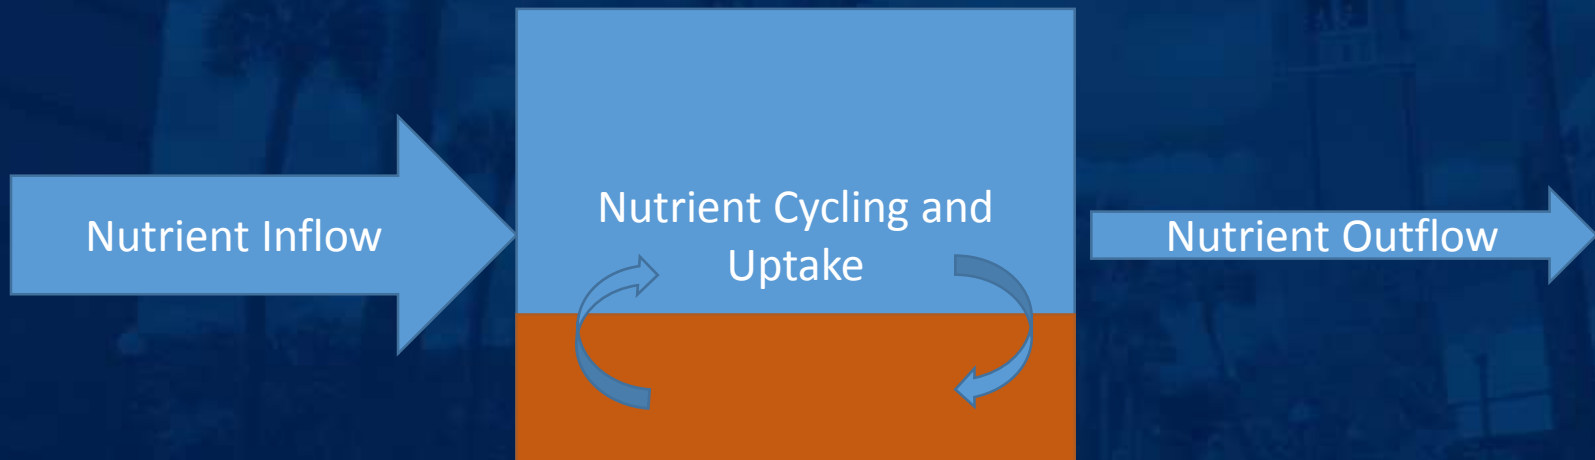 Nutrient Inflow
Nutrient Cycling and
Uptake
Nutrient Outflow